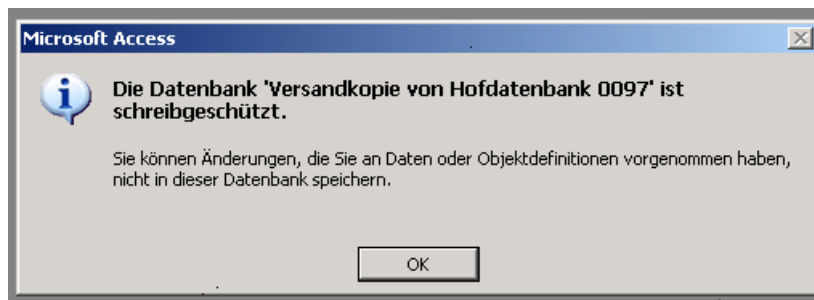 Microsoft Access
Die Datenbank 'Versandkopie von Hofdatenbank 0097' ist
schreibgeschützt.
Sie können Änderungen, die Sie an Daten oder Objektdefinitionen vorgenommen haben,
nicht in dieser Datenbank speichern.
OK